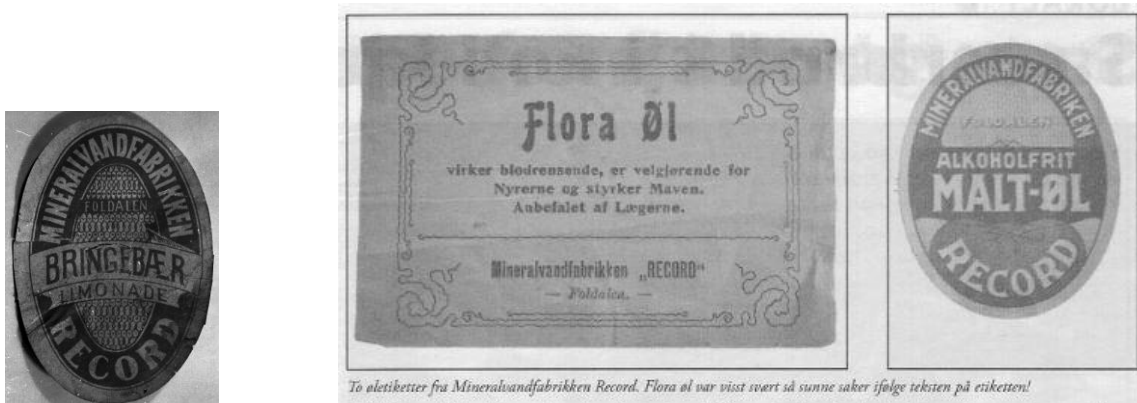 MINERALVANDFABRIKKEN
FOLDALEN
BRINGEBÆR
LIMONADE
RECORD
Flora Øl
virker blodrensende, er velgjørende for
Nyrerne og styrker Maven.
Anbefalet af Lægerne.
Mineralvandfabrikken „RECORD“
— Foldalen. —
MINERALVANDFABRIKEN
FOLDALEN
ALKOHOLFRIT
MALT-ØL
RECORD
To øletiketter fra Mineralvandfabrikken Record. Flora øl var visst svært så sunne saker ifølge teksten på etiketten!